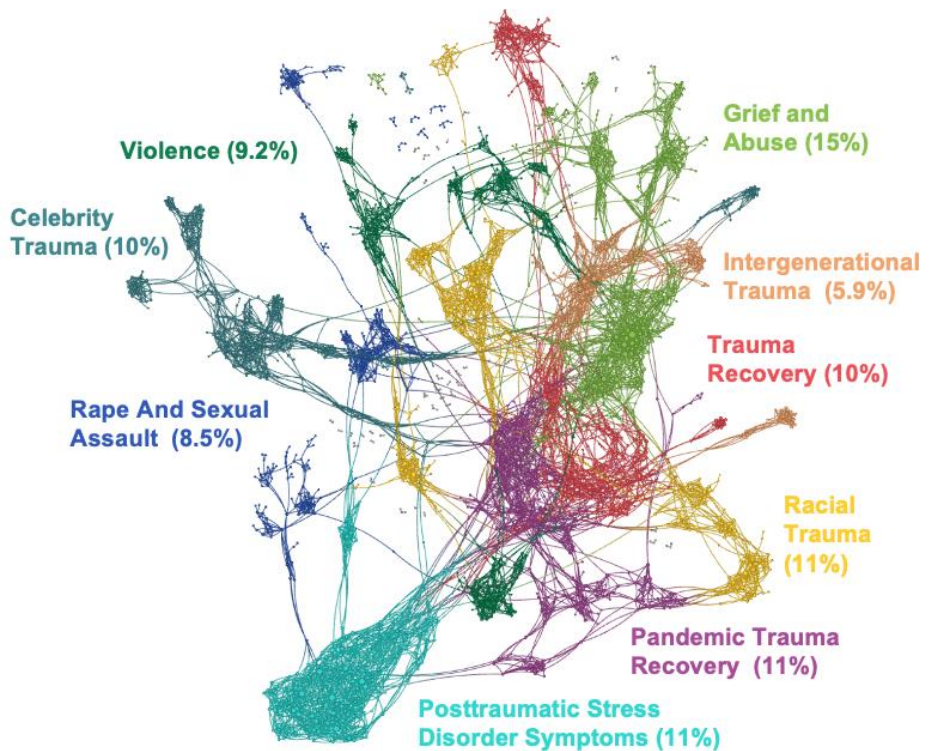 Grief and
Abuse (15%)
Violence (9.2%)
Celebrity
Trauma (10%)
Intergenerational
Trauma (5.9%)
Trauma
Recovery (10%)
Rape And Sexual
Assault (8.5%)
Racial
Trauma
(11%)
Pandemic Trauma
Recovery (11%)
Posttraumatic Stress
Disorder Symptoms (11%)